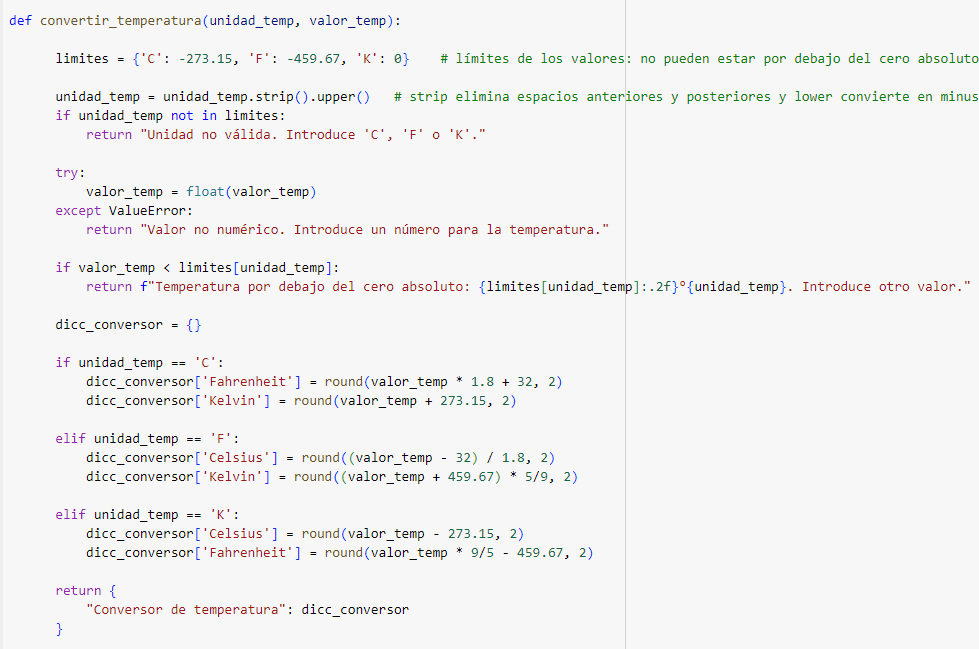 def convertir_temperatura(unidad_temp, valor_temp):
limites = {'C': -273.15, 'F': -459.67, 'K': 0}    # límites de los valores: no pueden estar por debajo del cero absoluto
unidad_temp = unidad_temp.strip().upper()   # strip elimina espacios anteriores y posteriores y lower convierte en minus
if unidad_temp not in limites:
return "Unidad no válida. Introduce 'C', 'F' o 'K'."
try:
valor_temp = float(valor_temp)
except ValueError:
return "Valor no numérico. Introduce un número para la temperatura."
if valor_temp < limites[unidad_temp]:
return f"Temperatura por debajo del cero absoluto: {limites[unidad_temp]:.2f}º{unidad_temp}. Introduce otro valor."
dicc_conversor = {}
if unidad_temp == 'C':
dicc_conversor['Fahrenheit'] = round(valor_temp * 1.8 + 32, 2)
dicc_conversor['Kelvin'] = round(valor_temp + 273.15, 2)
elif unidad_temp == 'F':
dicc_conversor['Celsius'] = round((valor_temp - 32) / 1.8, 2)
dicc_conversor['Kelvin'] = round((valor_temp + 459.67) * 5/9, 2)
elif unidad_temp == 'K':
dicc_conversor['Celsius'] = round(valor_temp - 273.15, 2)
dicc_conversor['Fahrenheit'] = round(valor_temp * 9/5 - 459.67, 2)
return {
"Conversor de temperatura": dicc_conversor
}